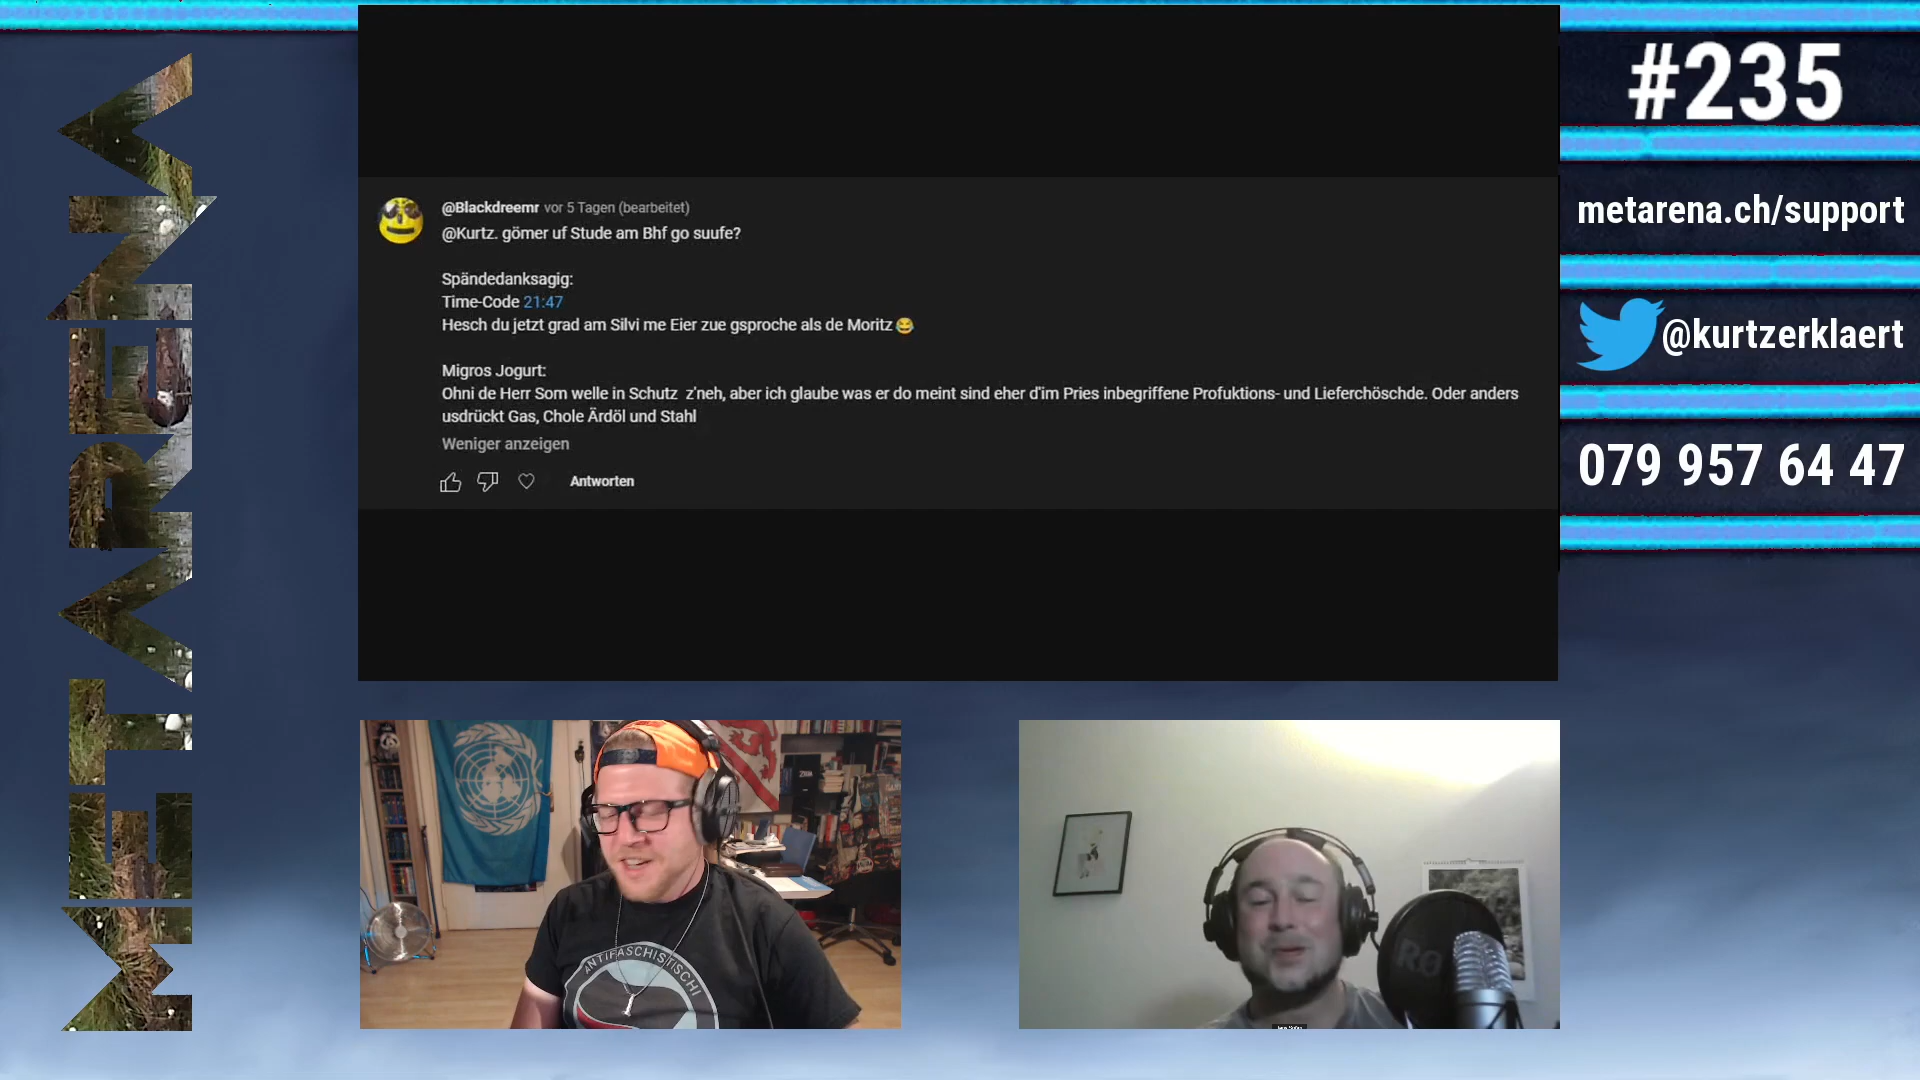 METARENA
@Blackdreemr vor 5 Tagen (bearbeitet)
@Kurtz. gömer uf Stude am Bhf go suufe?
Spändedanksagig:
Time-Code 21:47
Hesch du jetzt grad am Silvi me Eier zue gsproche als de Moritz 😂
Migros Jogurt:
Ohni de Herr Som welle in Schutz z'neh, aber ich glaube was er do meint sind eher d'im Pries inbegriffene Profuktions- und Lieferchöschde. Oder anders
usdrückt Gas, Chole Ärdöl und Stahl
Weniger anzeigen
Antworten
#235
metarena.ch/support
@kurtzerklaert
079 957 64 47
ANTIFASCHISTISCHI
RØ